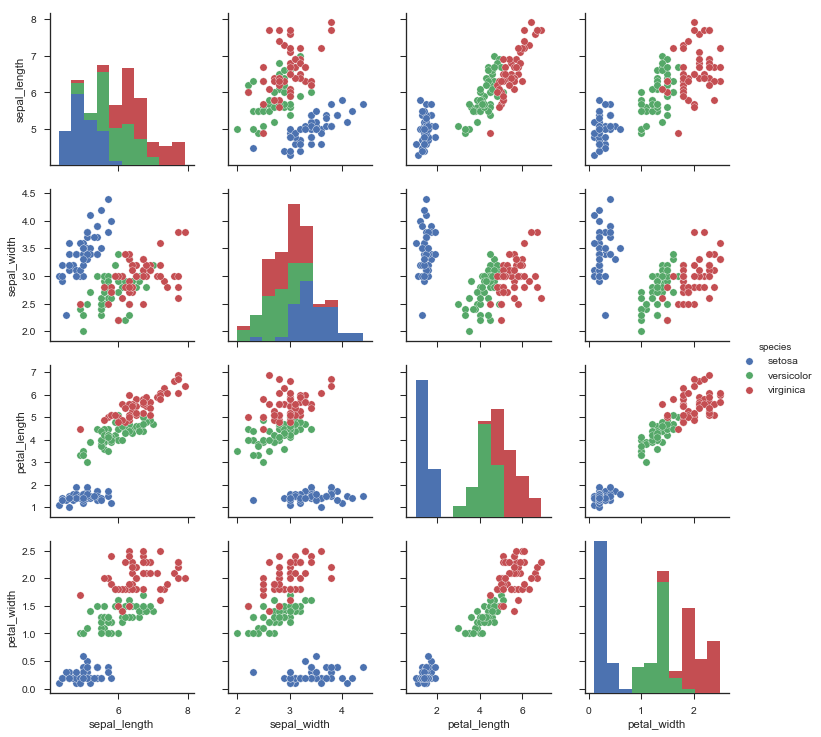 sepal_length
8
7
6
5
sepal_width
4.5
4.0
3.5
3.0
2.5
2.0
species
setosa
versicolor
virginica
petal_length
7
6
5
4
3
2
1
petal_width
2.5
2.0
1.5
1.0
0.5
0.0
6 8
2 3 4
2 4 6
0 1 2
sepal_length sepal_width petal_length petal_width